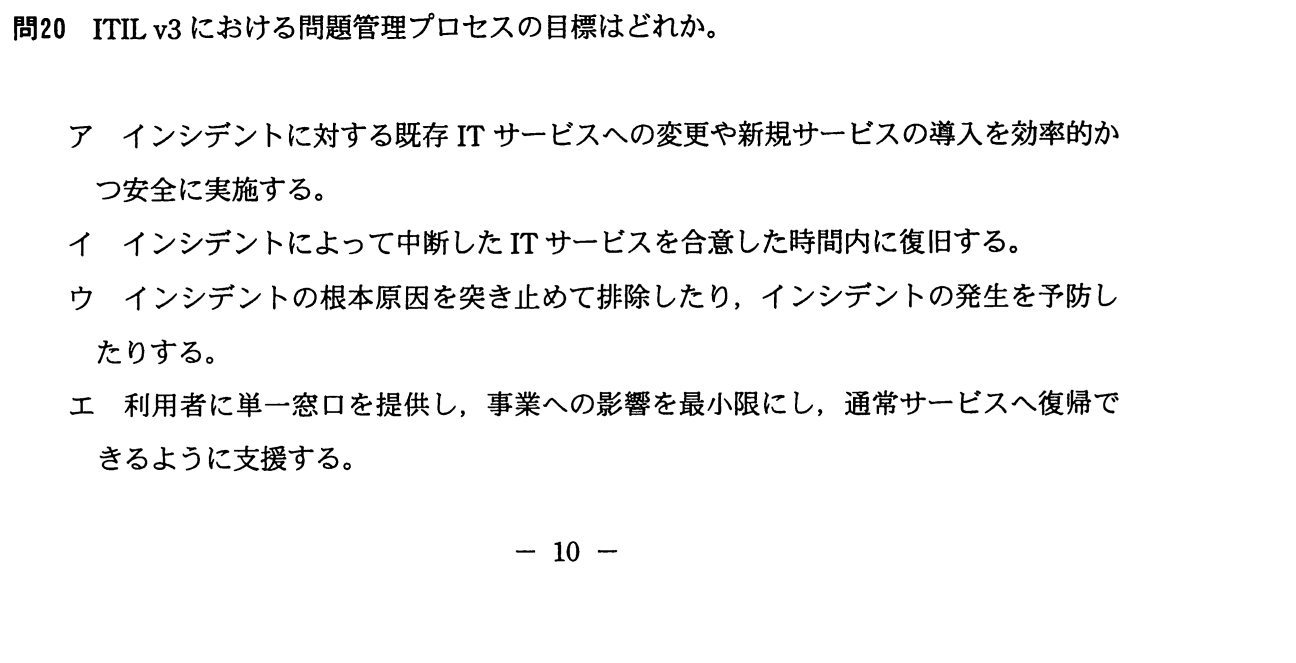 問20　ITIL v3 における問題管理プロセスの目標はどれか。
ア　インシデントに対する既存 IT サービスへの変更や新規サービスの導入を効率的か
つ安全に実施する。
イ　インシデントによって中断した IT サービスを合意した時間内に復旧する。
ウ　インシデントの根本原因を突き止めて排除したり，インシデントの発生を予防し
たりする。
エ　利用者に単一窓口を提供し，事業への影響を最小限にし，通常サービスへ復帰で
きるように支援する。
－ 10 －